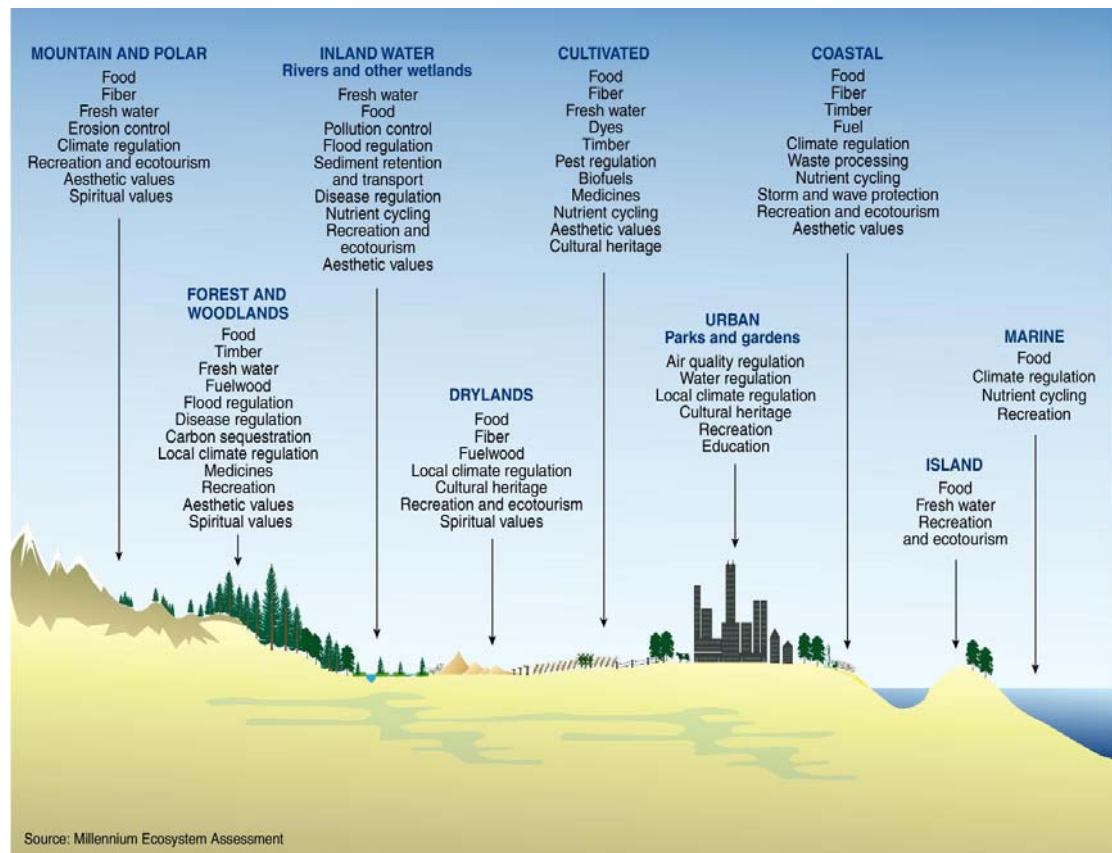 MOUNTAIN AND POLAR
Food
Fiber
Fresh water
Erosion control
Climate regulation
Recreation and ecotourism
Aesthetic values
Spiritual values
INLAND WATER
Rivers and other wetlands
Fresh water
Food
Pollution control
Flood regulation
Sediment retention
and transport
Disease regulation
Nutrient cycling
Recreation and
ecotourism
Aesthetic values
CULTIVATED
Food
Fiber
Fresh water
Dyes
Timber
Pest regulation
Biofuels
Medicines
Nutrient cycling
Aesthetic values
Cultural heritage
COASTAL
Food
Fiber
Timber
Fuel
Climate regulation
Waste processing
Nutrient cycling
Storm and wave protection
Recreation and ecotourism
Aesthetic values
FOREST AND
WOODLANDS
Food
Timber
Fresh water
Fuelwood
Flood regulation
Disease regulation
Carbon sequestration
Local climate regulation
Medicines
Recreation
Aesthetic values
Spiritual values
DRYLANDS
Food
Fiber
Fuelwood
Local climate regulation
Cultural heritage
Recreation and ecotourism
Spiritual values
URBAN
Parks and gardens
Air quality regulation
Water regulation
Local climate regulation
Cultural heritage
Recreation
Education
MARINE
Food
Climate regulation
Nutrient cycling
Recreation
ISLAND
Food
Fresh water
Recreation
and ecotourism
Source: Millennium Ecosystem Assessment